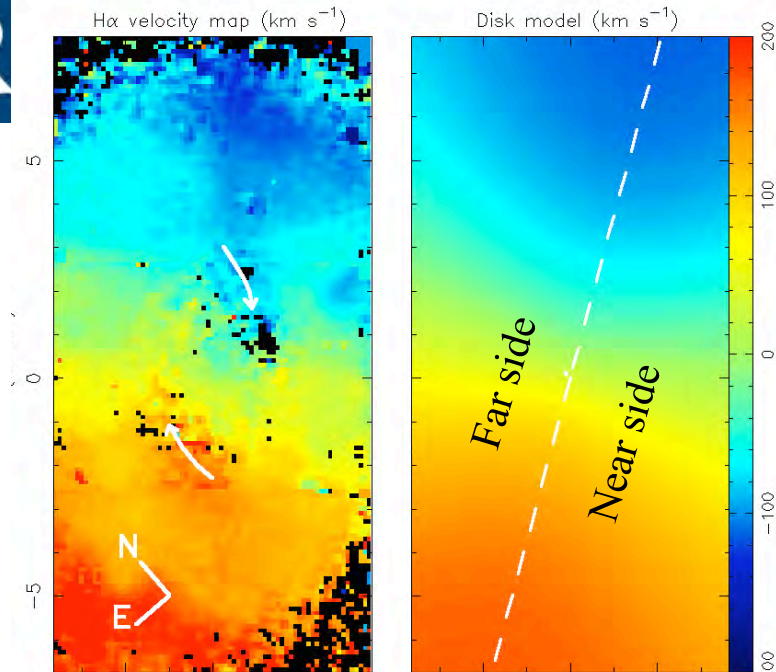 Hα velocity map (km s⁻¹)
Disk model (km s⁻¹)
5
0
−5
N
E
Far side
Near side
200
100
0
−100